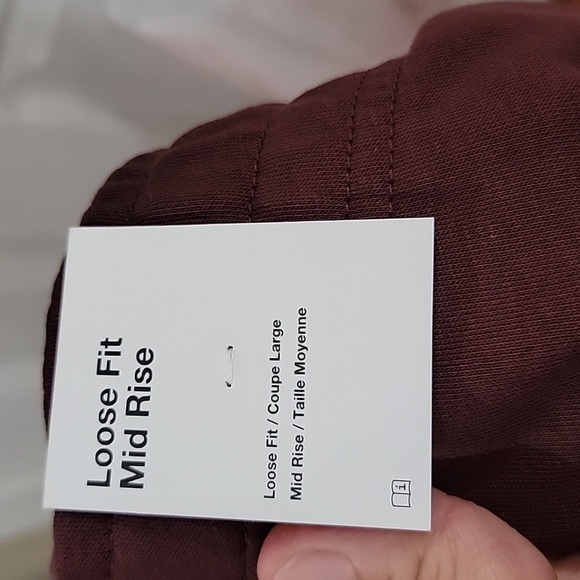 Loose Fit
Mid Rise
Loose Fit / Coupe Large
Mid Rise / Taille Moyenne
i